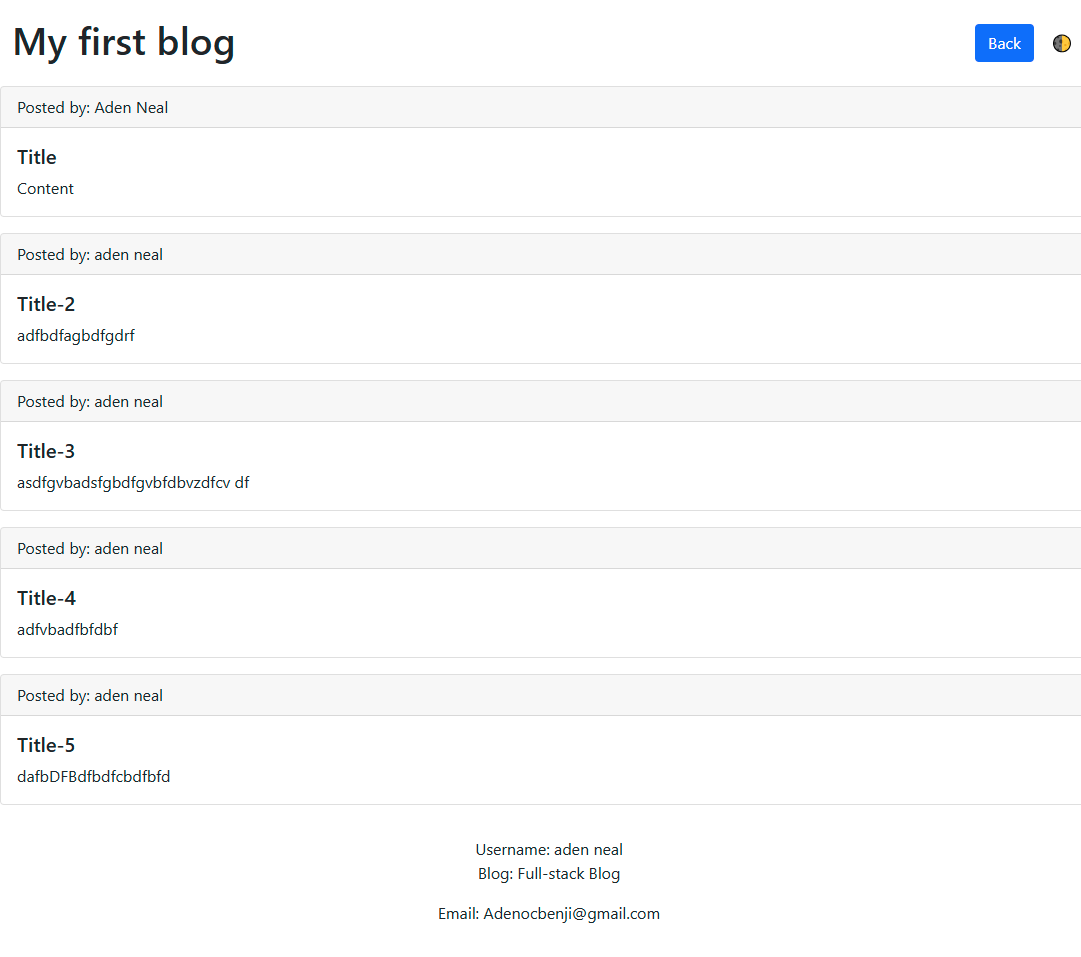 My first blog
Back
Posted by: Aden Neal
Title
Content
Posted by: aden neal
Title-2
adfbdfagbdfgdrf
Posted by: aden neal
Title-3
asdfgvbadsfgbdfgvbfdbvzdfcv df
Posted by: aden neal
Title-4
adfvbadfbfdbf
Posted by: aden neal
Title-5
dafbDFBdfbdfcbdfbfd
Username: aden neal
Blog: Full-stack Blog
Email: Adenocbenji@gmail.com